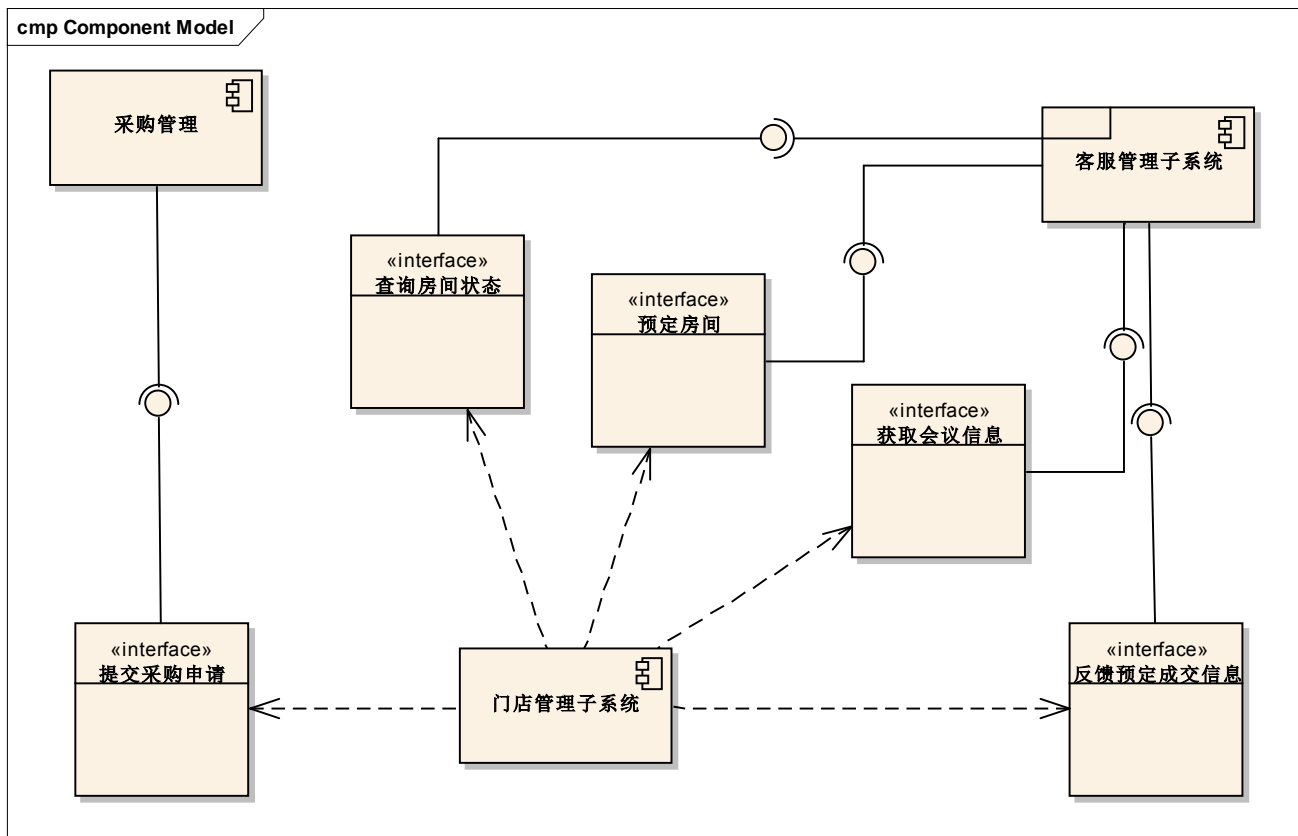 cmp Component Model
采购管理
客服管理子系统
«interface»
查询房间状态
«interface»
预定房间
«interface»
获取会议信息
«interface»
提交采购申请
门店管理子系统
«interface»
反馈预定成交信息